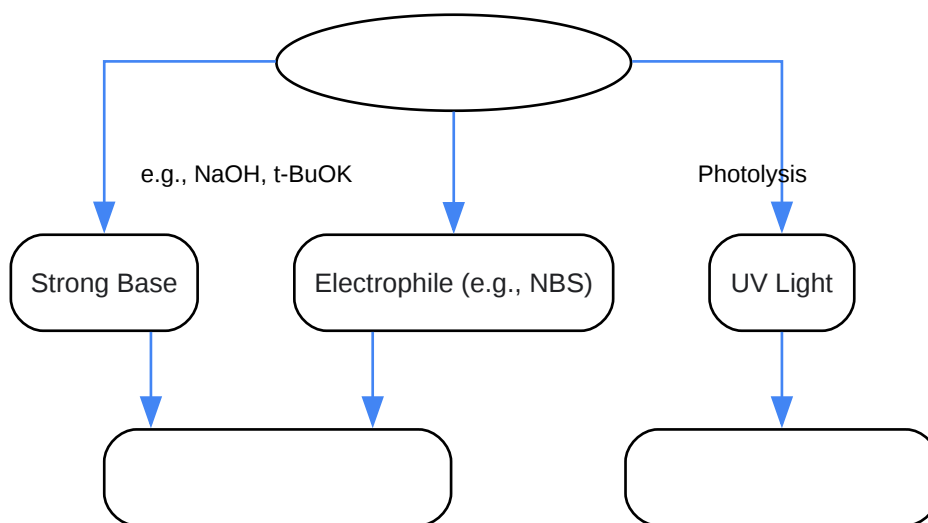 e.g., NaOH, t-BuOK
Photolysis
Strong Base
Electrophile (e.g., NBS)
UV Light